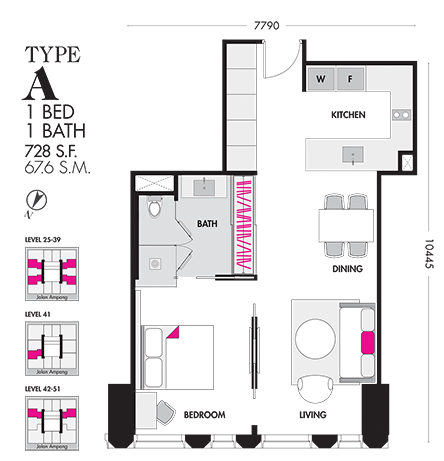 7790
TYPE
A
1 BED
1 BATH
728 S.F.
67.6 S.M.
N
LEVEL 25-39
Jalan Ampang
LEVEL 41
Jalan Ampang
LEVEL 42-51
Jalan Ampang
W F
KITCHEN
BATH
DINING
10445
BEDROOM
LIVING